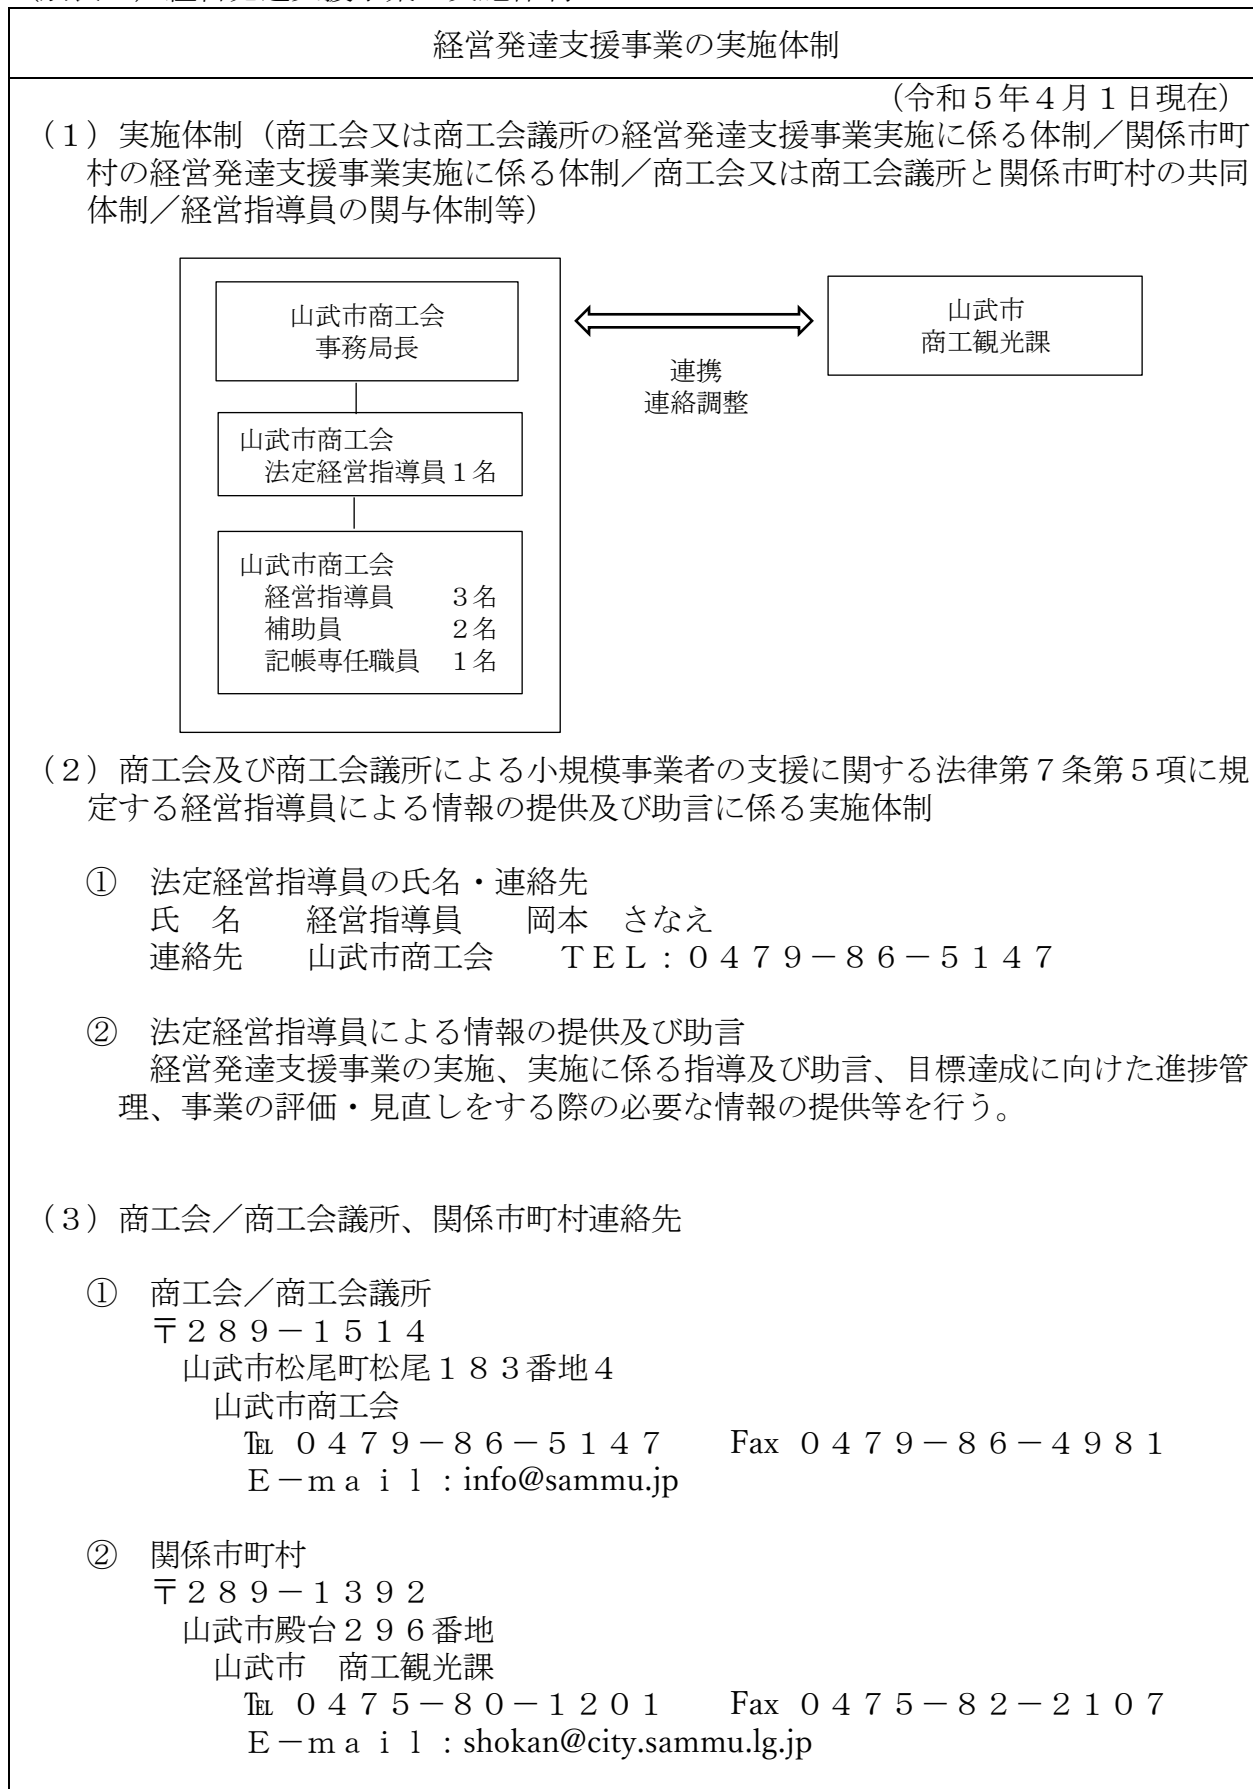 経営発達支援事業の実施体制
（令和５年４月１日現在）
（１）実施体制（商工会又は商工会議所の経営発達支援事業実施に係る体制／関係市町
村の経営発達支援事業実施に係る体制／商工会又は商工会議所と関係市町村の共同
体制／経営指導員の関与体制等）
山武市商工会
事務局長
連携
連絡調整
山武市
商工観光課
山武市商工会
法定経営指導員１名
山武市商工会
経営指導員　　３名
補助員　　　　２名
記帳専任職員　１名
（２）商工会及び商工会議所による小規模事業者の支援に関する法律第７条第５項に規
定する経営指導員による情報の提供及び助言に係る実施体制
①　法定経営指導員の氏名・連絡先
氏　名　　経営指導員　　岡本　さなえ
連絡先　　山武市商工会　　ＴＥＬ：０４７９－８６－５１４７
②　法定経営指導員による情報の提供及び助言
経営発達支援事業の実施、実施に係る指導及び助言、目標達成に向けた進捗管
理、事業の評価・見直しをする際の必要な情報の提供等を行う。
（３）商工会／商工会議所、関係市町村連絡先
①　商工会／商工会議所
〒２８９－１５１４
山武市松尾町松尾１８３番地４
山武市商工会
℡ ０４７９－８６－５１４７　　Fax ０４７９－８６－４９８１
Ｅ－ｍａｉｌ：info@sammu.jp
②　関係市町村
〒２８９－１３９２
山武市殿台２９６番地
山武市　商工観光課
℡ ０４７５－８０－１２０１　　Fax ０４７５－８２－２１０７
Ｅ－ｍａｉｌ：shokan@city.sammu.lg.jp